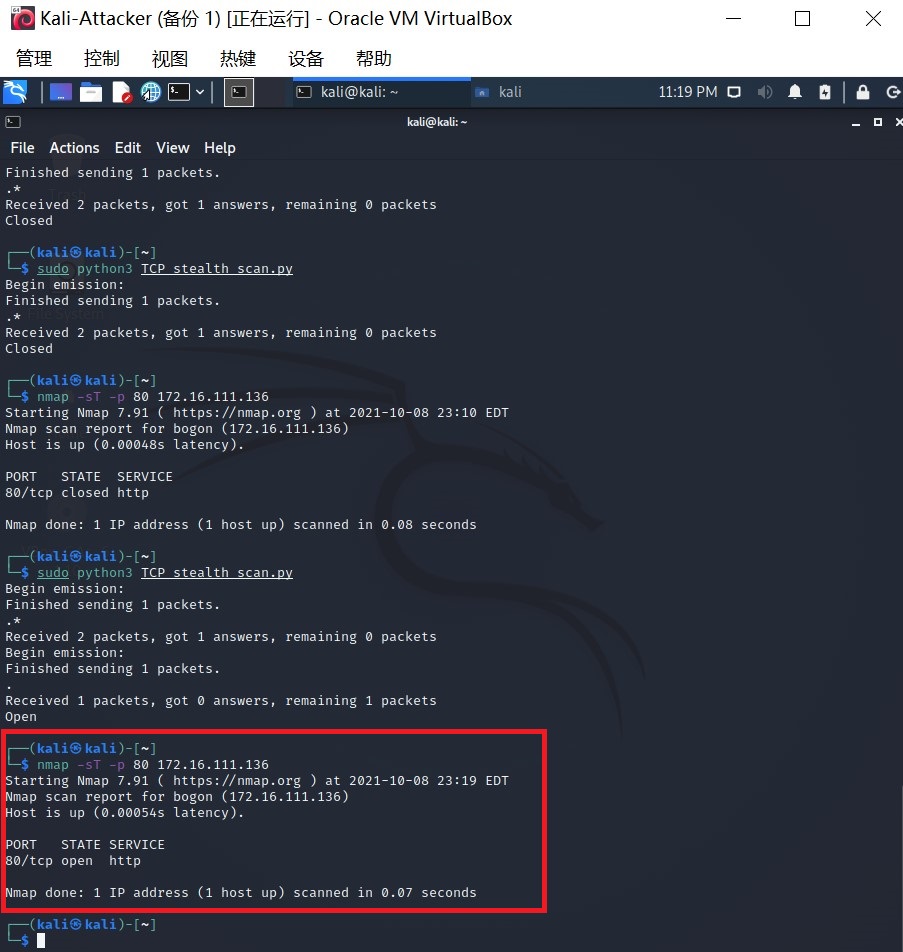 Kali-Attacker (备份 1) [正在运行] - Oracle VM VirtualBox
管理 控制 视图 热键 设备 帮助
kali@kali: ~ kali 11:19 PM
kali@kali: ~
File Actions Edit View Help
Finished sending 1 packets.
.*
Received 2 packets, got 1 answers, remaining 0 packets
Closed
┌──(kali㉿kali)-[~]
└─$ sudo python3 TCP_stealth_scan.py
Begin emission:
Finished sending 1 packets.
.*
Received 2 packets, got 1 answers, remaining 0 packets
Closed
┌──(kali㉿kali)-[~]
└─$ nmap -sT -p 80 172.16.111.136
Starting Nmap 7.91 ( https://nmap.org ) at 2021-10-08 23:10 EDT
Nmap scan report for bogon (172.16.111.136)
Host is up (0.00048s latency).
PORT   STATE  SERVICE
80/tcp closed http
Nmap done: 1 IP address (1 host up) scanned in 0.08 seconds
┌──(kali㉿kali)-[~]
└─$ sudo python3 TCP_stealth_scan.py
Begin emission:
Finished sending 1 packets.
.*
Received 2 packets, got 1 answers, remaining 0 packets
Begin emission:
Finished sending 1 packets.
.
Received 1 packets, got 0 answers, remaining 1 packets
Open
┌──(kali㉿kali)-[~]
└─$ nmap -sT -p 80 172.16.111.136
Starting Nmap 7.91 ( https://nmap.org ) at 2021-10-08 23:19 EDT
Nmap scan report for bogon (172.16.111.136)
Host is up (0.00054s latency).
PORT   STATE SERVICE
80/tcp open  http
Nmap done: 1 IP address (1 host up) scanned in 0.07 seconds
┌──(kali㉿kali)-[~]
└─$